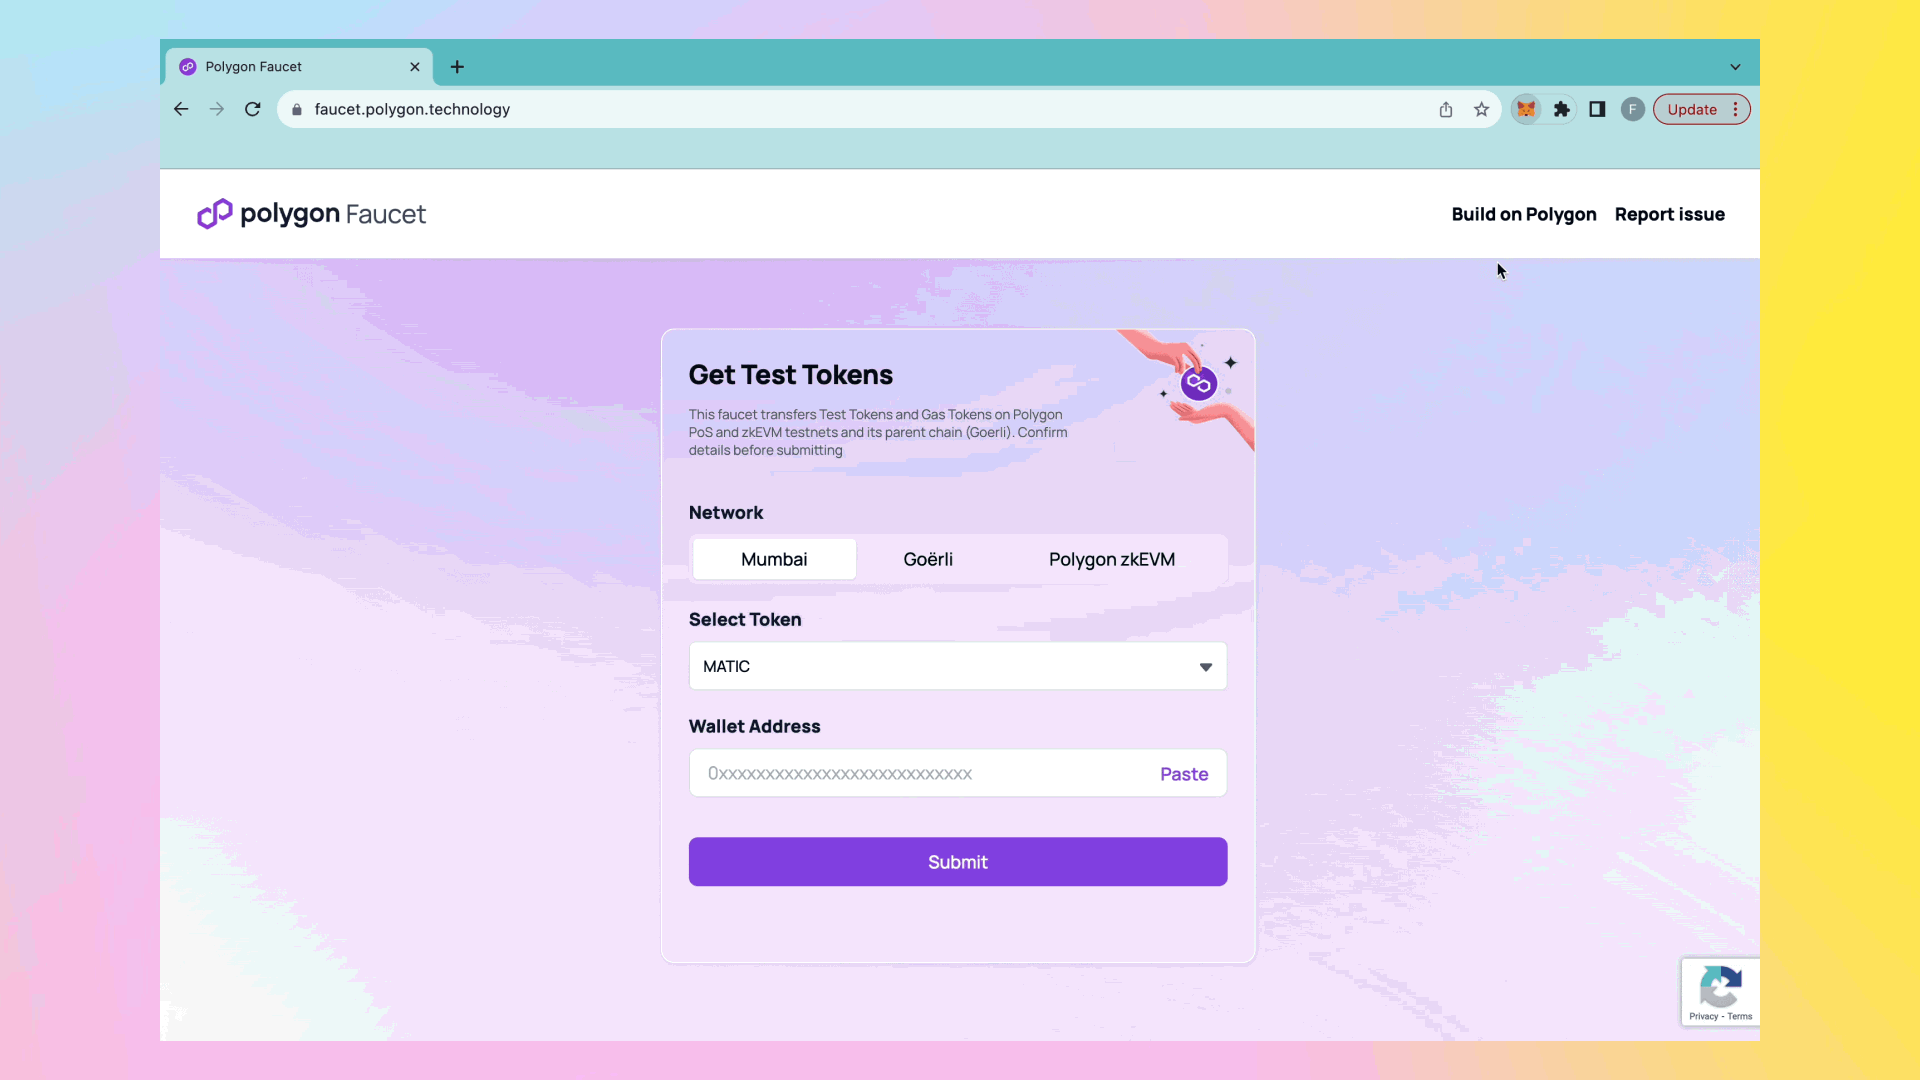 Polygon Faucet
faucet.polygon.technology
F
Update
polygon Faucet
Build on Polygon
Report issue
Get Test Tokens
This faucet transfers Test Tokens and Gas Tokens on Polygon
PoS and zkEVM testnets and its parent chain (Goerli). Confirm
details before submitting
Network
Mumbai
Goërli
Polygon zkEVM
Select Token
MATIC
Wallet Address
0xxxxxxxxxxxxxxxxxxxxxxxxxxx
Paste
Submit
Privacy - Terms